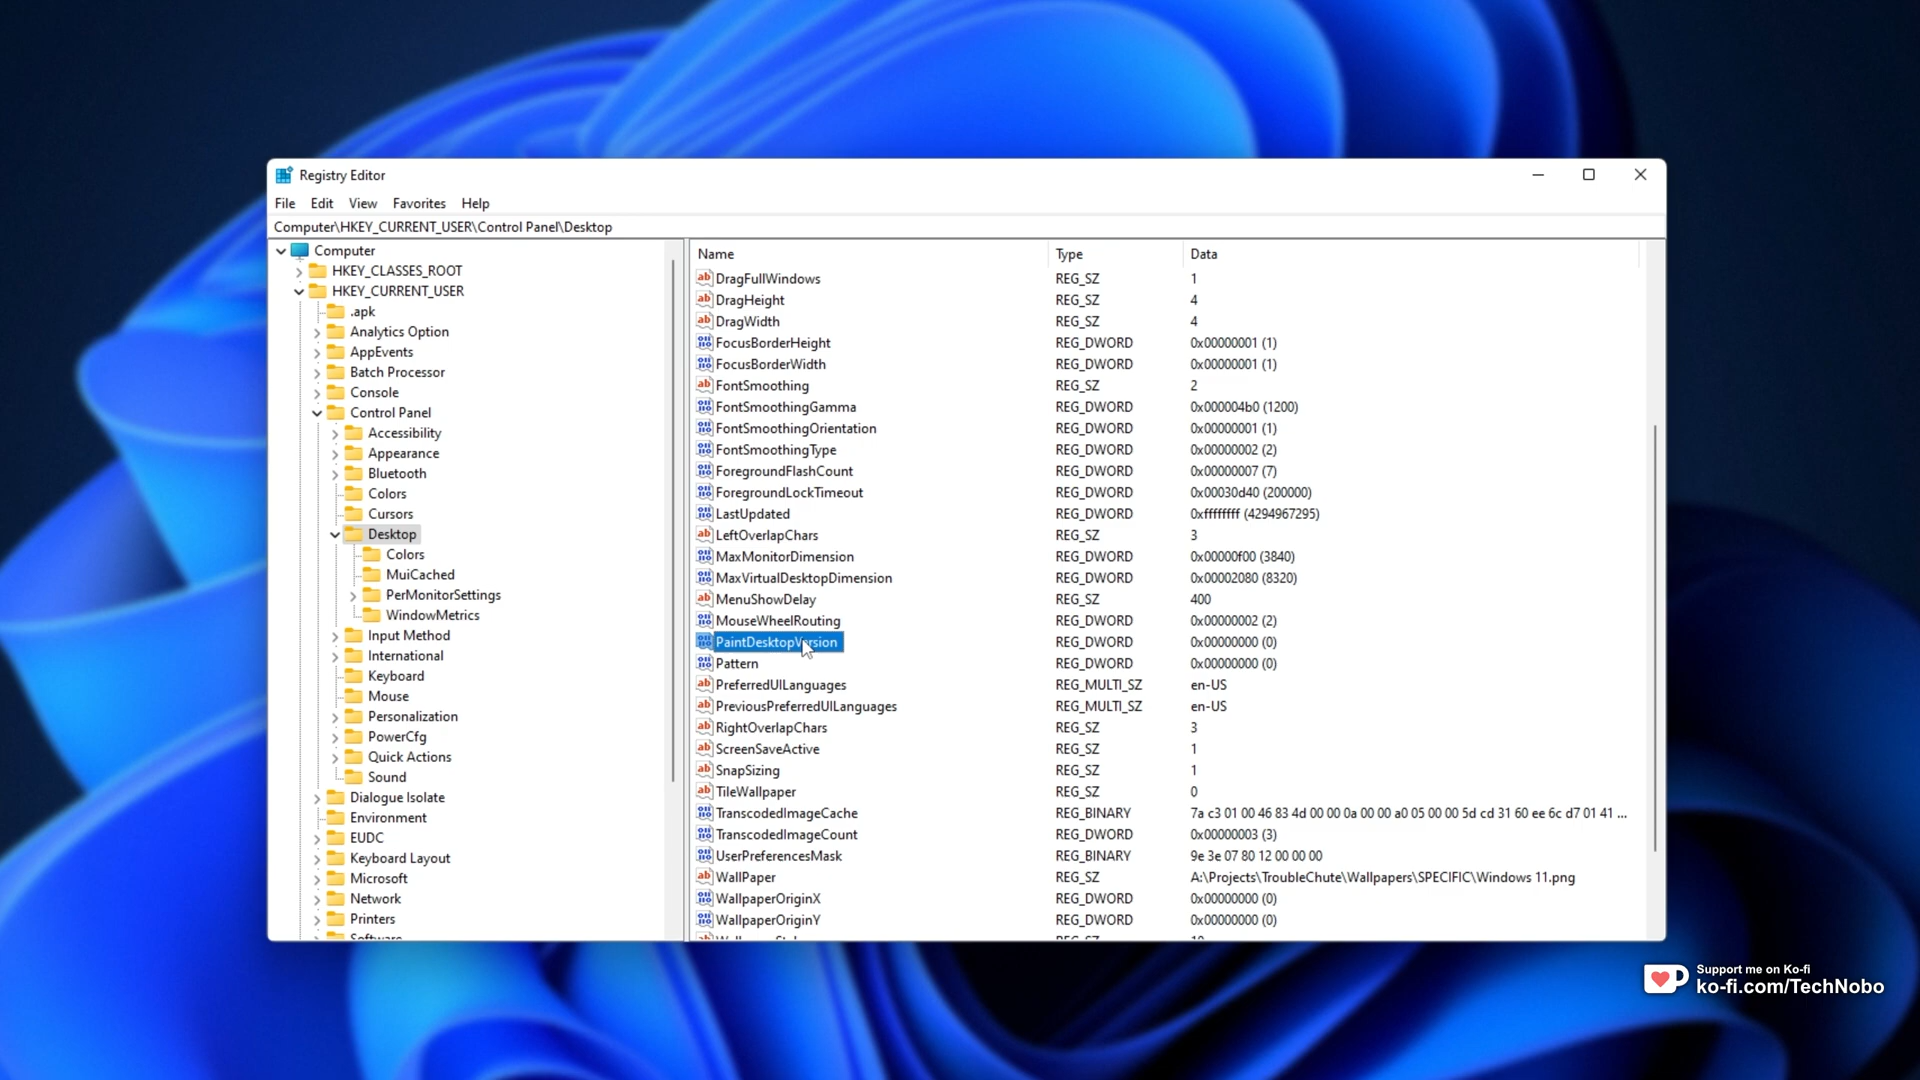 Registry Editor
File Edit View Favorites Help
Computer\HKEY_CURRENT_USER\Control Panel\Desktop
Computer
HKEY_CLASSES_ROOT
HKEY_CURRENT_USER
.apk
Analytics Option
AppEvents
Batch Processor
Console
Control Panel
Accessibility
Appearance
Bluetooth
Colors
Cursors
Desktop
Colors
MuiCached
PerMonitorSettings
WindowMetrics
Input Method
International
Keyboard
Mouse
Personalization
PowerCfg
Quick Actions
Sound
Dialogue Isolate
Environment
EUDC
Keyboard Layout
Microsoft
Network
Printers
Software
Name Type Data
DragFullWindows REG_SZ 1
DragHeight REG_SZ 4
DragWidth REG_SZ 4
FocusBorderHeight REG_DWORD 0x00000001 (1)
FocusBorderWidth REG_DWORD 0x00000001 (1)
FontSmoothing REG_SZ 2
FontSmoothingGamma REG_DWORD 0x000004b0 (1200)
FontSmoothingOrientation REG_DWORD 0x00000001 (1)
FontSmoothingType REG_DWORD 0x00000002 (2)
ForegroundFlashCount REG_DWORD 0x00000007 (7)
ForegroundLockTimeout REG_DWORD 0x00030d40 (200000)
LastUpdated REG_DWORD 0xffffffff (4294967295)
LeftOverlapChars REG_SZ 3
MaxMonitorDimension REG_DWORD 0x00000f00 (3840)
MaxVirtualDesktopDimension REG_DWORD 0x00002080 (8320)
MenuShowDelay REG_SZ 400
MouseWheelRouting REG_DWORD 0x00000002 (2)
PaintDesktopVersion REG_DWORD 0x00000000 (0)
Pattern REG_DWORD 0x00000000 (0)
PreferredUILanguages REG_MULTI_SZ en-US
PreviousPreferredUILanguages REG_MULTI_SZ en-US
RightOverlapChars REG_SZ 3
ScreenSaveActive REG_SZ 1
SnapSizing REG_SZ 1
TileWallpaper REG_SZ 0
TranscodedImageCache REG_BINARY 7a c3 01 00 46 83 4d 00 00 0a 00 00 a0 05 00 00 5d cd 31 60 ee 6c d7 01 41 ...
TranscodedImageCount REG_DWORD 0x00000003 (3)
UserPreferencesMask REG_BINARY 9e 3e 07 80 12 00 00 00
WallPaper REG_SZ A:\Projects\TroubleChute\Wallpapers\SPECIFIC\Windows 11.png
WallpaperOriginX REG_DWORD 0x00000000 (0)
WallpaperOriginY REG_DWORD 0x00000000 (0)
Support me on Ko-fi
ko-fi.com/TechNobo